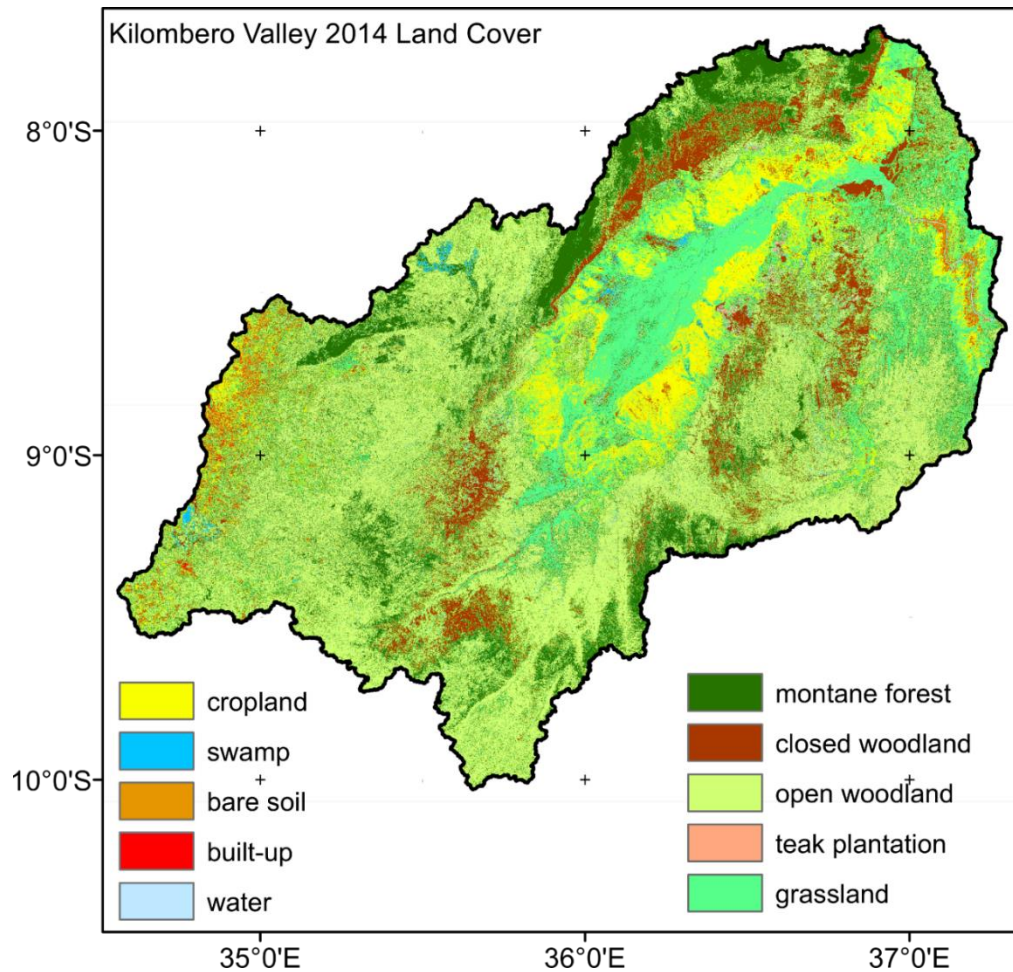 Kilombero Valley 2014 Land Cover
8°0'S
9°0'S
10°0'S
cropland
swamp
bare soil
built-up
water
montane forest
closed woodland
open woodland
teak plantation
grassland
35°0'E
36°0'E
37°0'E